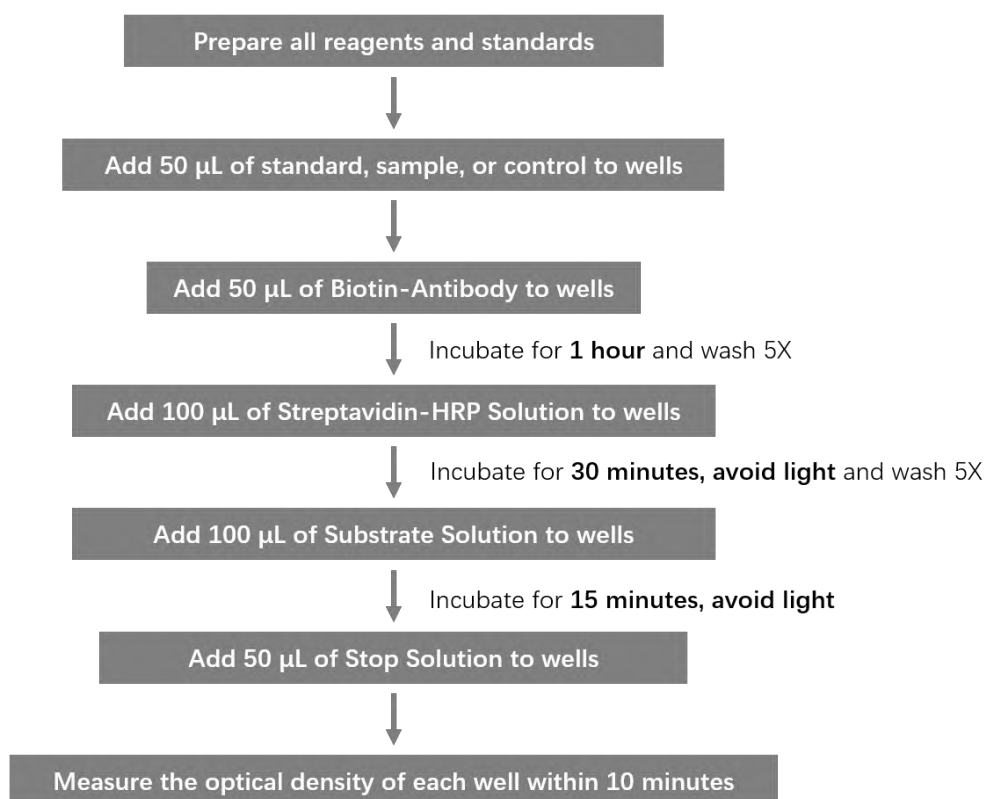 Prepare all reagents and standards
Add 50 μL of standard, sample, or control to wells
Add 50 μL of Biotin-Antibody to wells
Incubate for 1 hour and wash 5X
Add 100 μL of Streptavidin-HRP Solution to wells
Incubate for 30 minutes, avoid light and wash 5X
Add 100 μL of Substrate Solution to wells
Incubate for 15 minutes, avoid light
Add 50 μL of Stop Solution to wells
Measure the optical density of each well within 10 minutes